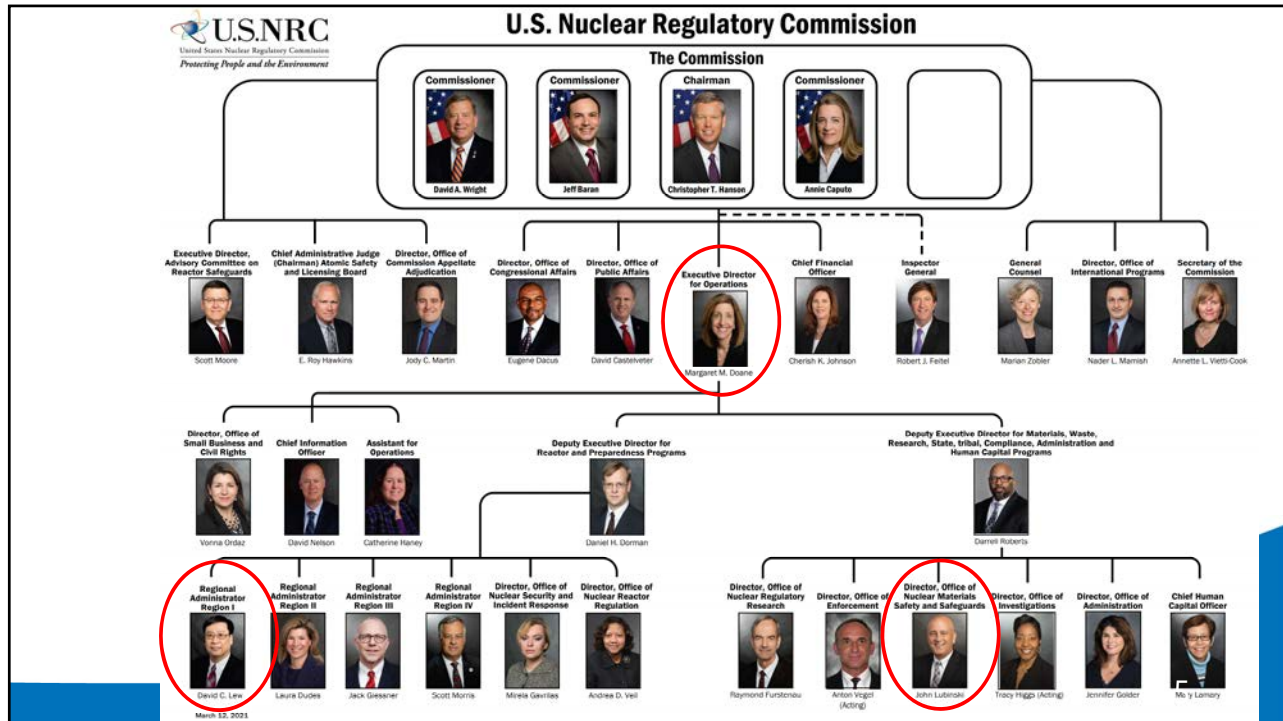 U.S.NRC
United States Nuclear Regulatory Commission
Protecting People and the Environment
U.S. Nuclear Regulatory Commission
The Commission
Commissioner
David A. Wright
Commissioner
Jeff Baran
Chairman
Christopher T. Hanson
Commissioner
Annie Caputo
Executive Director,
Advisory Committee on
Reactor Safeguards
Scott Moore
Chief Administrative Judge
(Chairman) Atomic Safety
and Licensing Board
E. Roy Hawkins
Director, Office of
Commission Appellate
Adjudication
Jody C. Martin
Director, Office of
Congressional Affairs
Eugene Dacus
Director, Office of
Public Affairs
David Castelveter
Executive Director
for Operations
Margaret M. Doane
Chief Financial
Officer
Cherish K. Johnson
Inspector
General
Robert J. Feitel
General
Counsel
Marian Zobler
Director, Office of
International Programs
Nader L. Mamish
Secretary of the
Commission
Annette L. Vietti-Cook
Director, Office of
Small Business and
Civil Rights
Vonna Ordaz
Chief Information
Officer
David Nelson
Assistant for
Operations
Catherine Haney
Deputy Executive Director for
Reactor and Preparedness Programs
Daniel H. Dorman
Deputy Executive Director for Materials, Waste,
Research, State, tribal, Compliance, Administration and
Human Capital Programs
Darrell Roberts
Regional
Administrator
Region I
David C. Lew
Regional
Administrator
Region II
Laura Dudes
Regional
Administrator
Region III
Jack Giessner
Regional
Administrator
Region IV
Scott Morris
Director, Office of
Nuclear Security and
Incident Response
Mirela Gavrilas
Director, Office of
Nuclear Reactor
Regulation
Andrea D. Veil
Director, Office of
Nuclear Regulatory
Research
Raymond Furstenau
Director, Office of
Enforcement
Anton Vegel
(Acting)
Director, Office of
Nuclear Materials
Safety and Safeguards
John Lubinski
Director, Office of
Investigations
Tracy Higgs (Acting)
Director, Office of
Administration
Jennifer Golder
Chief Human
Capital Officer
Mary Lamary
March 12, 2021